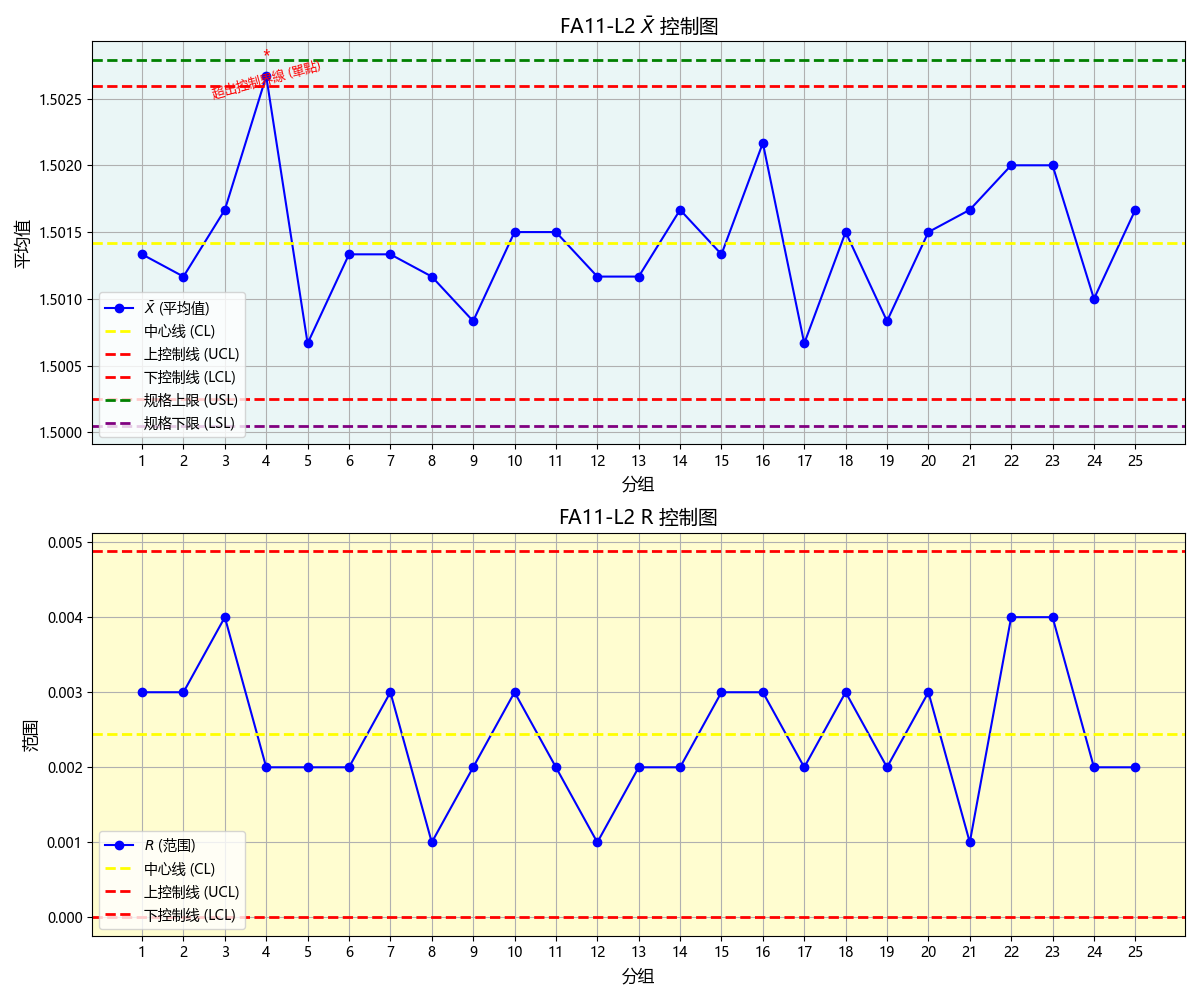 FA11-L2 X̄ 控制图
*
超出控制界線 (單點)
1.5025
1.5020
1.5015
1.5010
1.5005
1.5000
平均值
X̄ (平均值)
中心线 (CL)
上控制线 (UCL)
下控制线 (LCL)
规格上限 (USL)
规格下限 (LSL)
1 2 3 4 5 6 7 8 9 10 11 12 13 14 15 16 17 18 19 20 21 22 23 24 25
分组
FA11-L2 R 控制图
0.005
0.004
0.003
0.002
0.001
0.000
范围
R (范围)
中心线 (CL)
上控制线 (UCL)
下控制线 (LCL)
1 2 3 4 5 6 7 8 9 10 11 12 13 14 15 16 17 18 19 20 21 22 23 24 25
分组